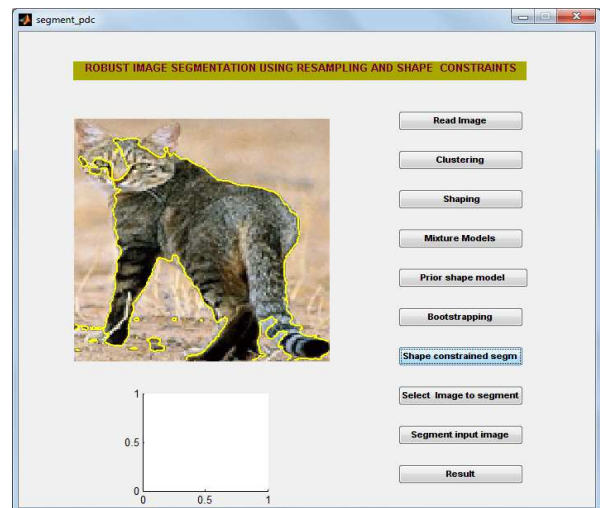 segment_pdc
ROBUST IMAGE SEGMENTATION USING RESAMPLING AND SHAPE CONSTRAINTS
Read Image
Clustering
Shaping
Mixture Models
Prior shape model
Bootstrapping
Shape constrained segm
Select Image to segment
Segment input image
Result
1
0.5
0
0
0.5
1